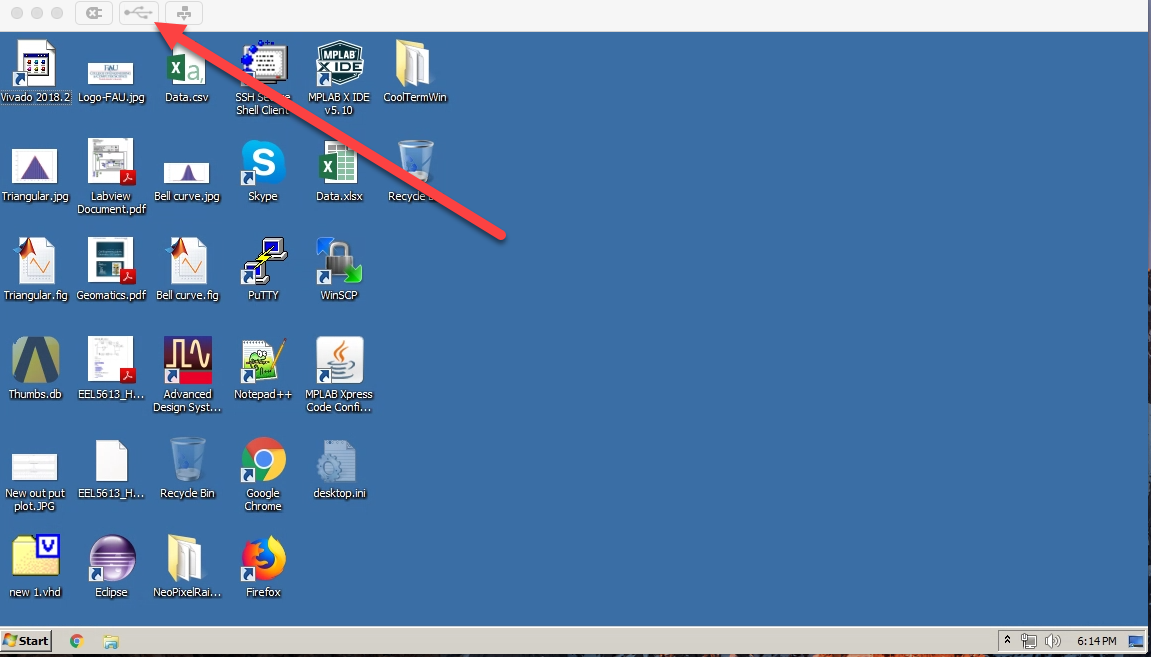 Vivado 2018.2
Logo-FAU.jpg
Data.csv
SSH Secure
Shell Client
MPLAB
X IDE
MPLAB X IDE
v5.10
CoolTermWin
Triangular.jpg
Labview
Document.pdf
Bell curve.jpg
Skype
Data.xlsx
Recycle
Triangular.fig
Geomatics.pdf
Bell curve.fig
PuTTY
WinSCP
Thumbs.db
EEL5613_H...
Advanced
Design Syst...
Notepad++
MPLAB Xpress
Code Confi...
New out put
plot.JPG
EEL5613_H...
Recycle Bin
Google
Chrome
desktop.ini
new 1.vhd
Eclipse
NeoPixelRai...
Firefox
Start
6:14 PM